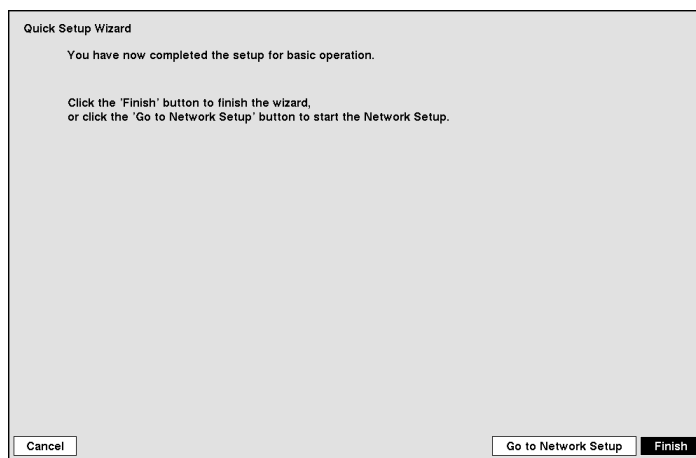 Quick Setup Wizard
You have now completed the setup for basic operation.
Click the 'Finish' button to finish the wizard,
or click the 'Go to Network Setup' button to start the Network Setup.
Cancel
Go to Network Setup
Finish